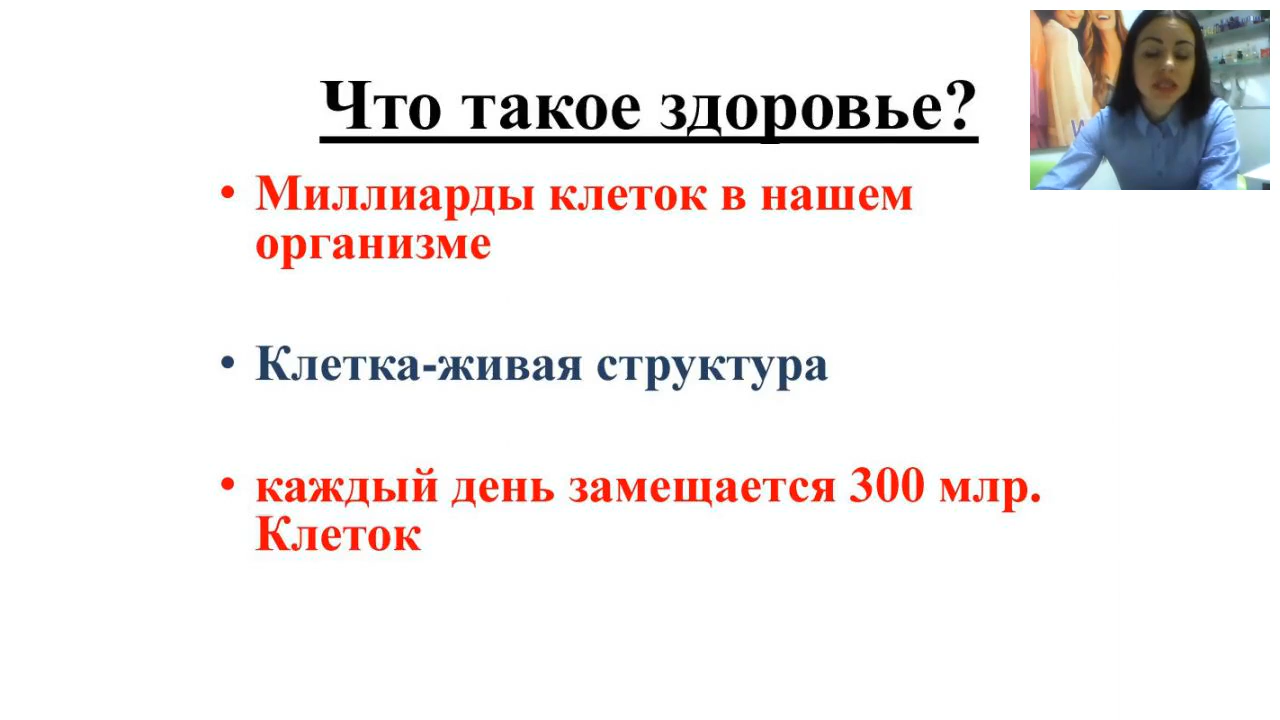 Что такое здоровье?
• Миллиарды клеток в нашем
организме
• Клетка-живая структура
• каждый день замещается 300 млр.
Клеток